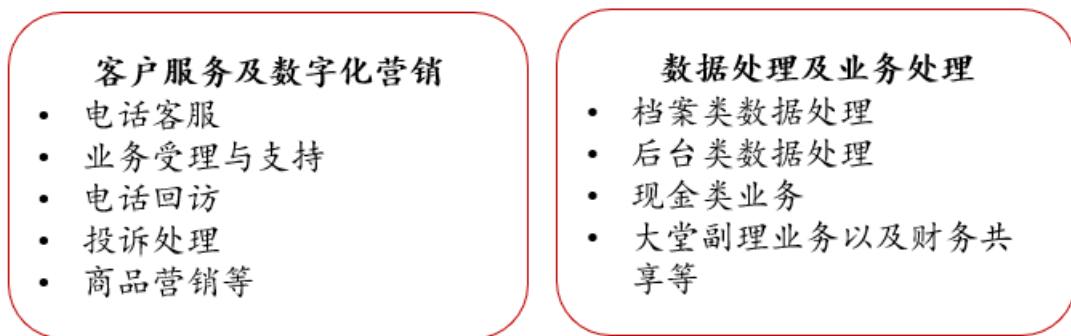 客户服务及数字化营销
• 电话客服
• 业务受理与支持
• 电话回访
• 投诉处理
• 商品营销等
数据处理及业务处理
• 档案类数据处理
• 后台类数据处理
• 现金类业务
• 大堂副理业务以及财务共
享等